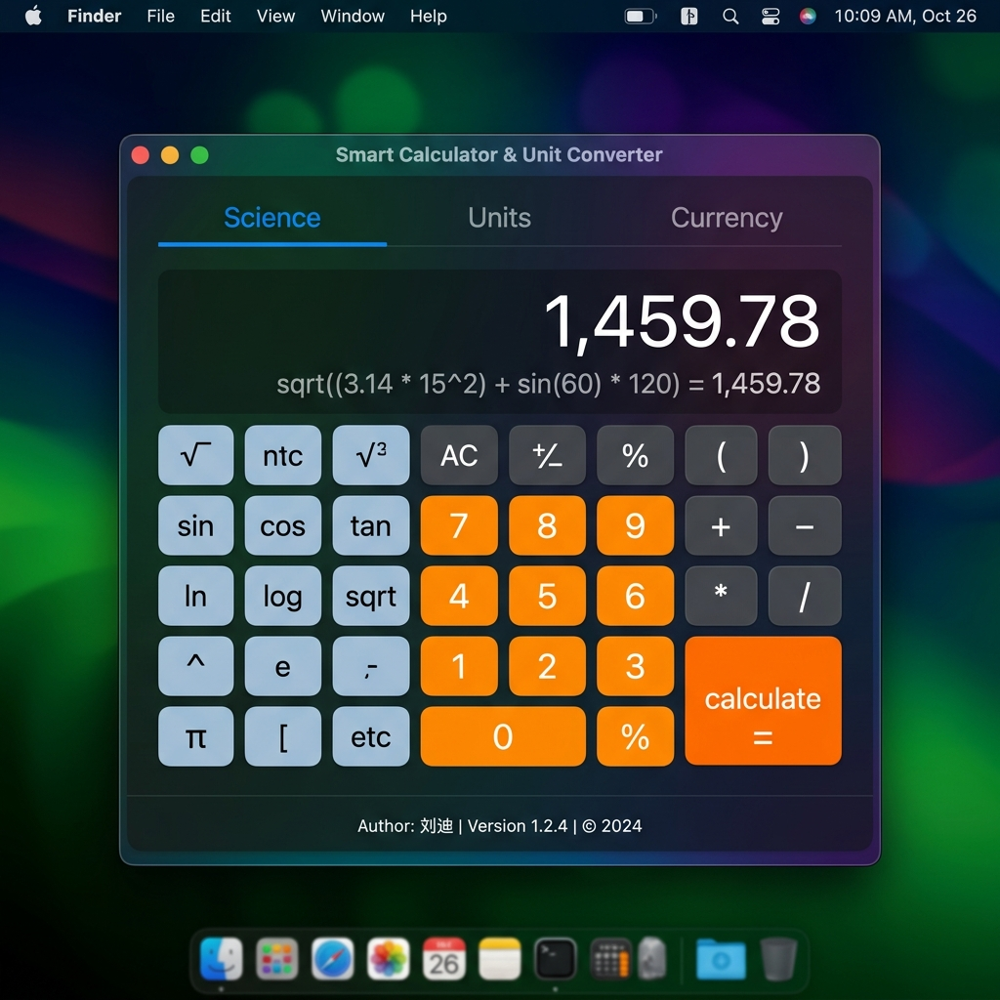 Finder File Edit View Window Help 10:09 AM, Oct 26
Smart Calculator & Unit Converter
Science Units Currency
1,459.78
sqrt((3.14 * 15^2) + sin(60) * 120) = 1,459.78
√‾ ntc √³ AC +⁄− % ( )
sin cos tan 7 8 9 + −
ln log sqrt 4 5 6 * /
^ e ,- 1 2 3
calculate
π [ etc 0 % =
Author: 刘迪 | Version 1.2.4 | © 2024
26